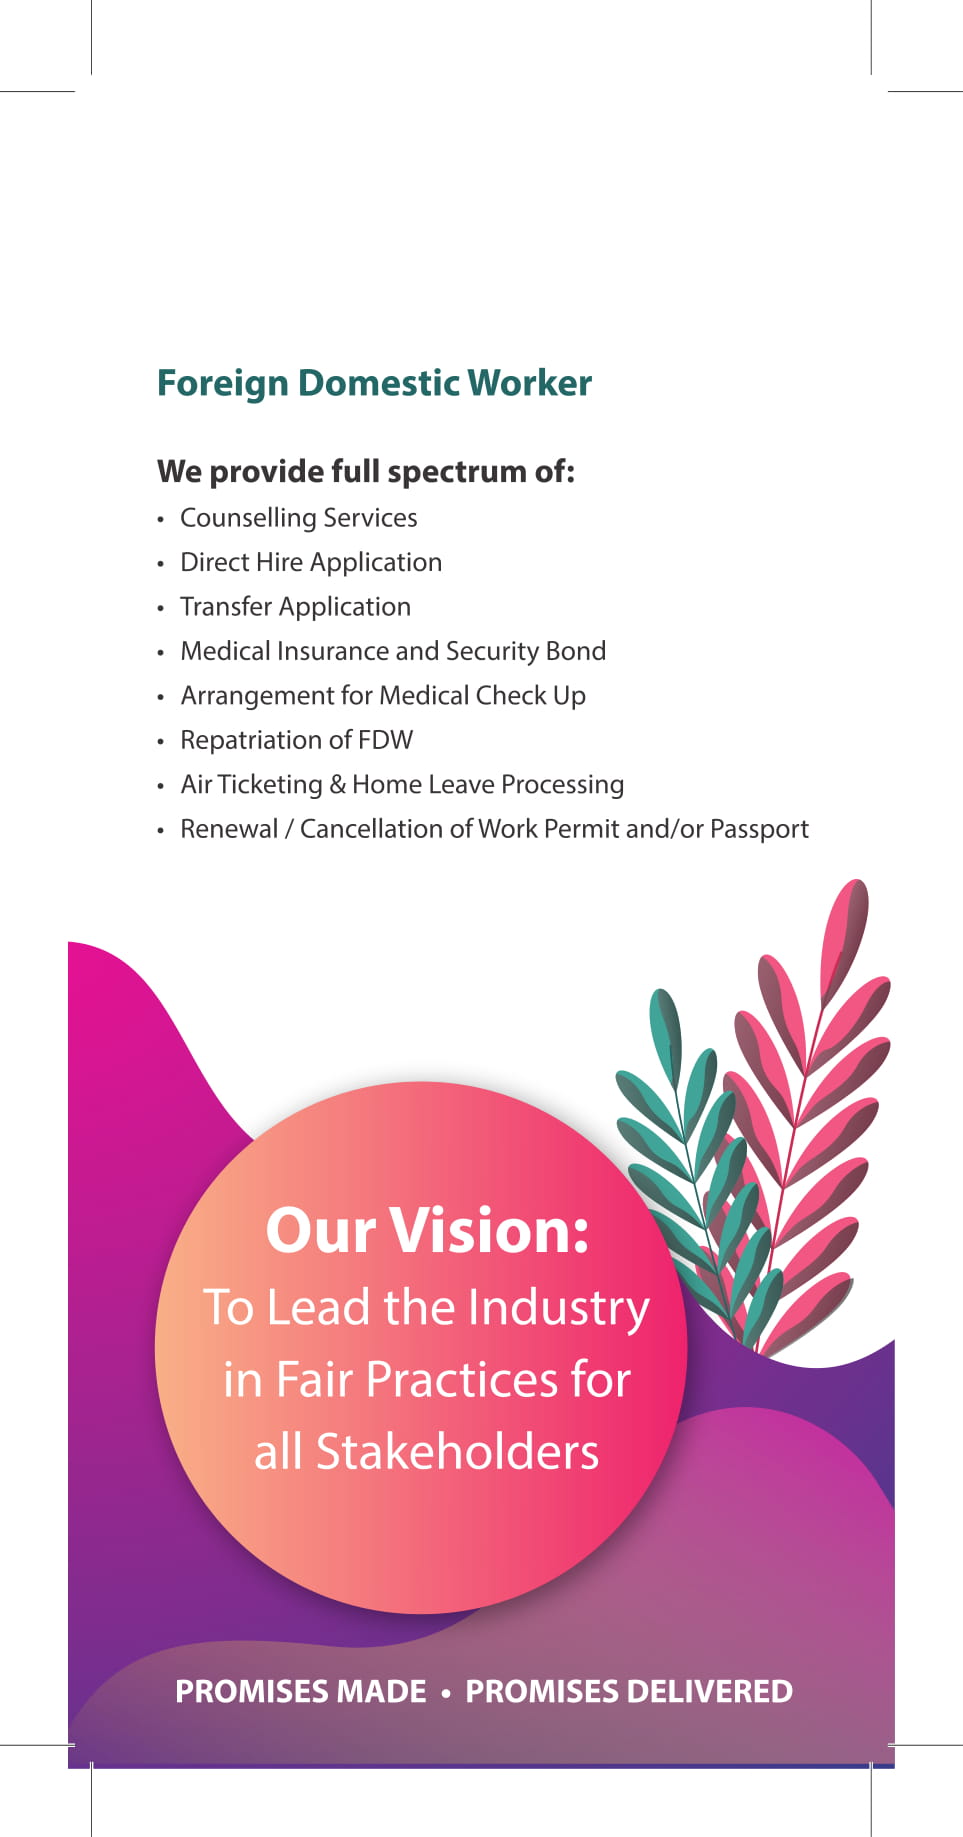 Foreign Domestic Worker
We provide full spectrum of:
• Counselling Services
• Direct Hire Application
• Transfer Application
• Medical Insurance and Security Bond
• Arrangement for Medical Check Up
• Repatriation of FDW
• Air Ticketing & Home Leave Processing
• Renewal / Cancellation of Work Permit and/or Passport
Our Vision:
To Lead the Industry
in Fair Practices for
all Stakeholders
PROMISES MADE • PROMISES DELIVERED